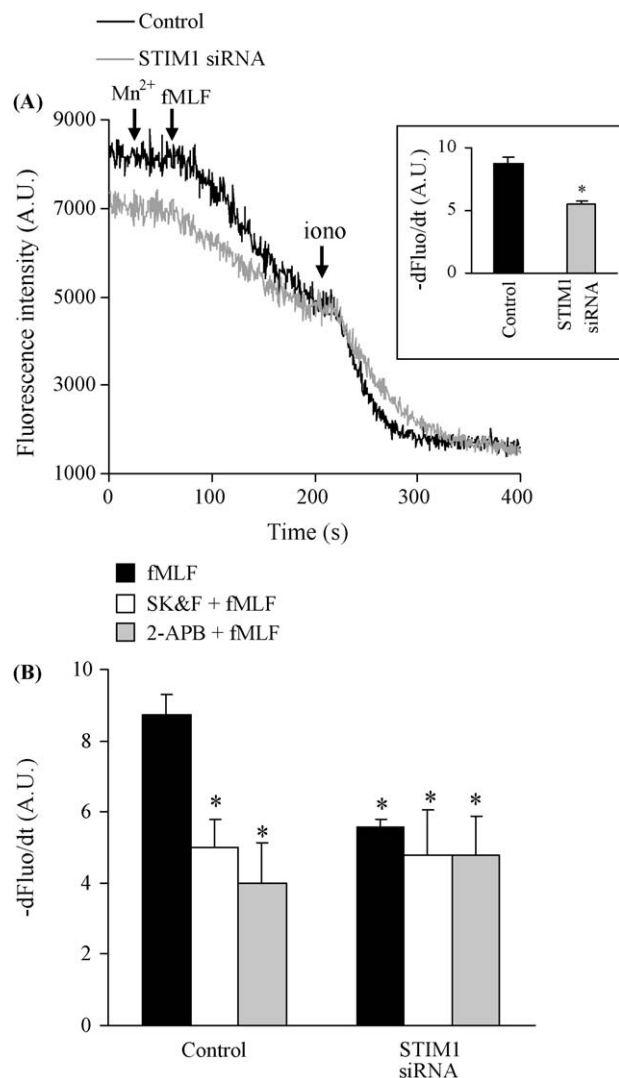 Control
STIM1 siRNA
(A)
Mn2+ fMLF
9000
7000
5000
3000
1000
Fluorescence intensity (A.U.)
iono
0 100 200 300 400
Time (s)
10
5
0
-dFluo/dt (A.U.)
*
Control
STIM1
siRNA
fMLF
SK&F + fMLF
2-APB + fMLF
(B)
10
8
6
4
2
0
-dFluo/dt (A.U.)
* * * * *
Control STIM1
siRNA